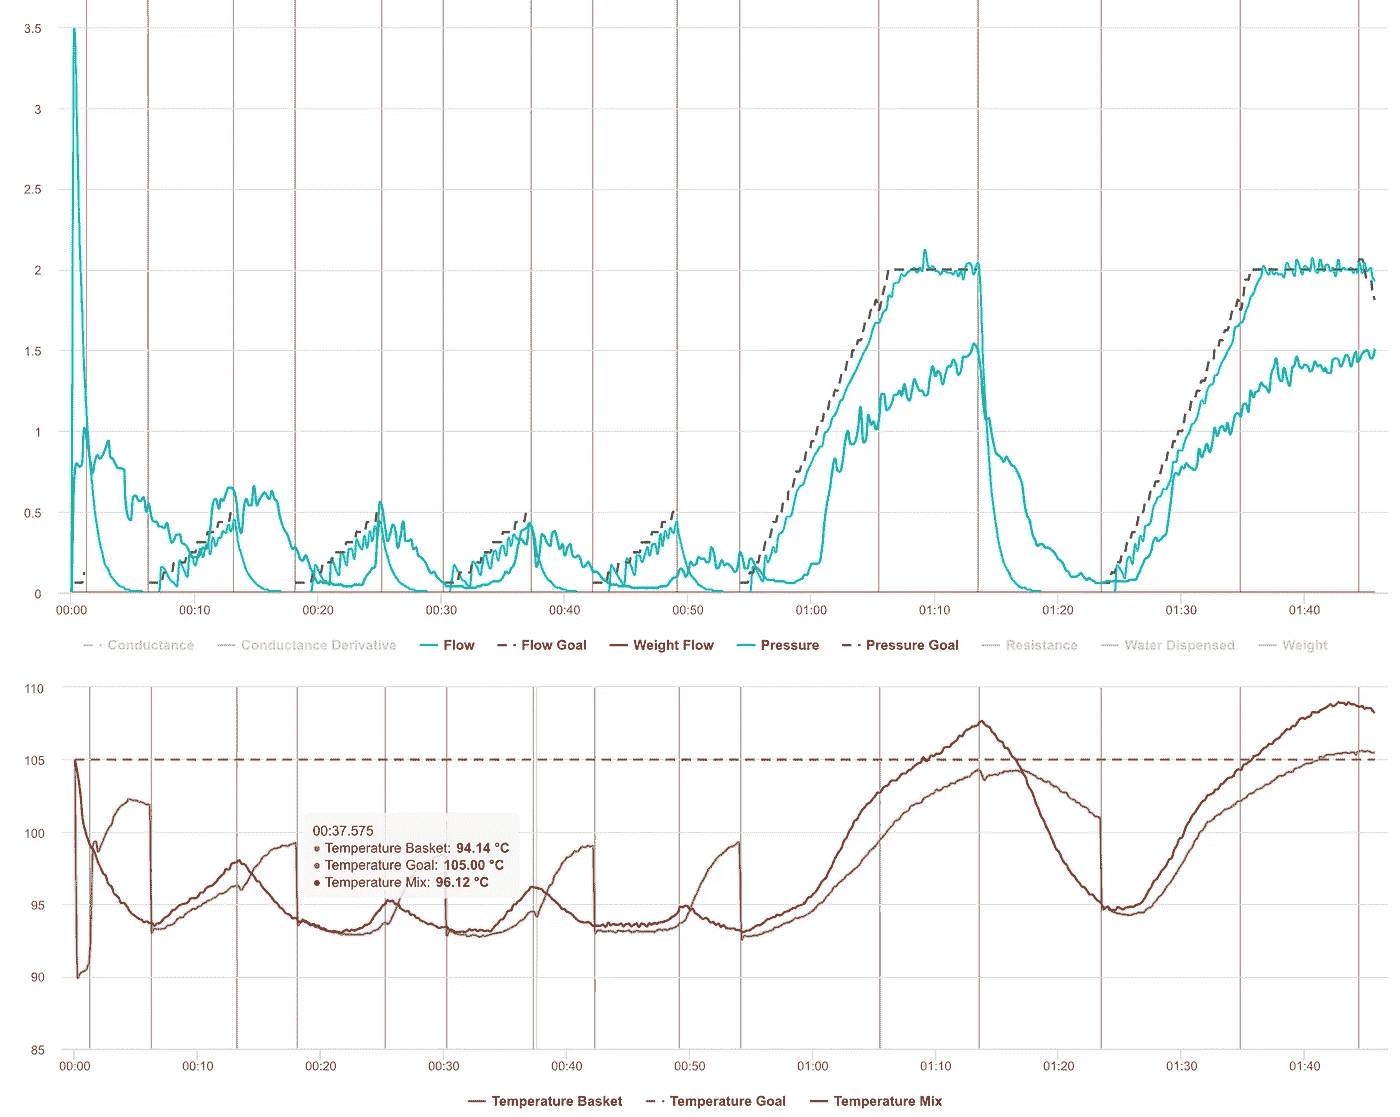 3.5
3
2.5
2
1.5
1
0.5
0
00:00 00:10 00:20 00:30 00:40 00:50 01:00 01:10 01:20 01:30 01:40
Conductance Conductance Derivative Flow Flow Goal Weight Flow Pressure Pressure Goal Resistance Water Dispensed Weight
110
105
100
00:37.575
Temperature Basket: 94.14 °C
Temperature Goal: 105.00 °C
Temperature Mix: 96.12 °C
95
90
85
00:00 00:10 00:20 00:30 00:40 00:50 01:00 01:10 01:20 01:30 01:40
Temperature Basket Temperature Goal Temperature Mix